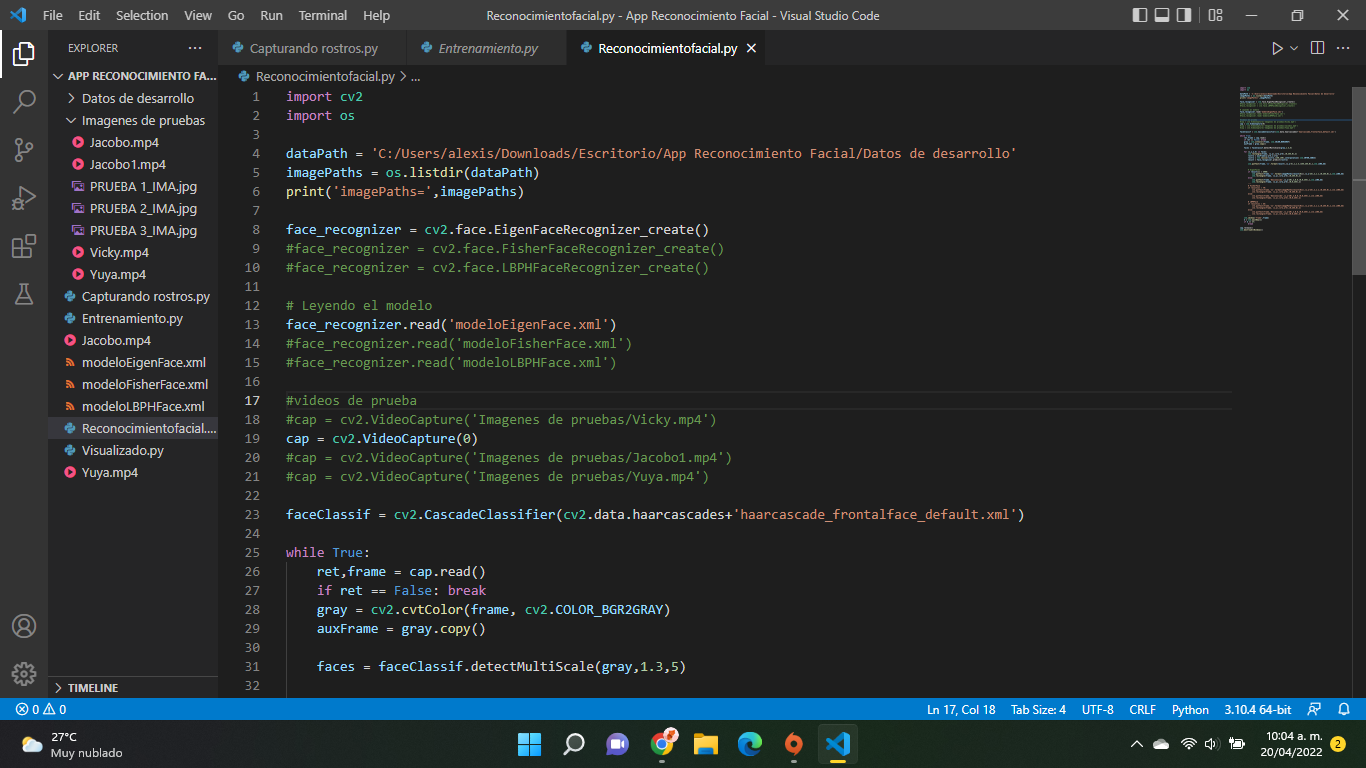 File Edit Selection View Go Run Terminal Help
Reconocimientofacial.py - App Reconocimiento Facial - Visual Studio Code
EXPLORER
APP RECONOCIMIENTO FA...
Datos de desarrollo
Imagenes de pruebas
Jacobo.mp4
Jacobo1.mp4
PRUEBA 1_IMA.jpg
PRUEBA 2_IMA.jpg
PRUEBA 3_IMA.jpg
Vicky.mp4
Yuya.mp4
Capturando rostros.py
Entrenamiento.py
Jacobo.mp4
modeloEigenFace.xml
modeloFisherFace.xml
modeloLBPHFace.xml
Reconocimientofacial....
Visualizado.py
Yuya.mp4
TIMELINE
Capturando rostros.py Entrenamiento.py Reconocimientofacial.py
Reconocimientofacial.py > ...
1 import cv2
2 import os
3
4 dataPath = 'C:/Users/alexis/Downloads/Escritorio/App Reconocimiento Facial/Datos de desarrollo'
5 imagePaths = os.listdir(dataPath)
6 print('imagePaths=',imagePaths)
7
8 face_recognizer = cv2.face.EigenFaceRecognizer_create()
9 #face_recognizer = cv2.face.FisherFaceRecognizer_create()
10 #face_recognizer = cv2.face.LBPHFaceRecognizer_create()
11
12 # Leyendo el modelo
13 face_recognizer.read('modeloEigenFace.xml')
14 #face_recognizer.read('modeloFisherFace.xml')
15 #face_recognizer.read('modeloLBPHFace.xml')
16
17 #videos de prueba
18 #cap = cv2.VideoCapture('Imagenes de pruebas/Vicky.mp4')
19 cap = cv2.VideoCapture(0)
20 #cap = cv2.VideoCapture('Imagenes de pruebas/Jacobo1.mp4')
21 #cap = cv2.VideoCapture('Imagenes de pruebas/Yuya.mp4')
22
23 faceClassif = cv2.CascadeClassifier(cv2.data.haarcascades+'haarcascade_frontalface_default.xml')
24
25 while True:
26 ret,frame = cap.read()
27 if ret == False: break
28 gray = cv2.cvtColor(frame, cv2.COLOR_BGR2GRAY)
29 auxFrame = gray.copy()
30
31 faces = faceClassif.detectMultiScale(gray,1.3,5)
32
0 0
Ln 17, Col 18 Tab Size: 4 UTF-8 CRLF Python 3.10.4 64-bit
27°C
Muy nublado
10:04 a. m.
20/04/2022
2